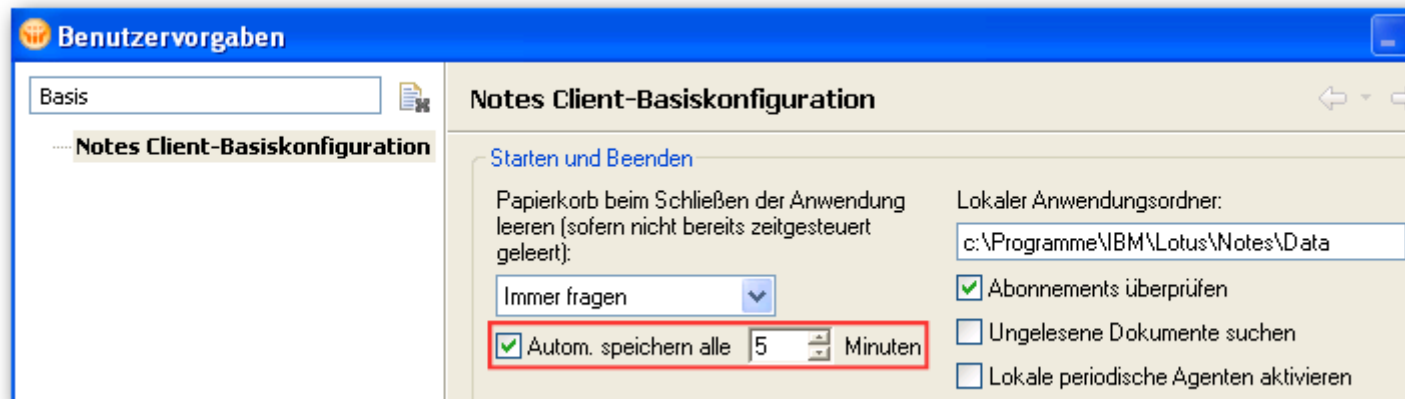 Benutzervorgaben
Basis
Notes Client-Basiskonfiguration
Notes Client-Basiskonfiguration
Starten und Beenden
Papierkorb beim Schließen der Anwendung
leeren (sofern nicht bereits zeitgesteuert
geleert):
Immer fragen
Autom. speichern alle 5 Minuten
Lokaler Anwendungsordner:
c:\Programme\IBM\Lotus\Notes\Data
Abonnements überprüfen
Ungelesene Dokumente suchen
Lokale periodische Agenten aktivieren